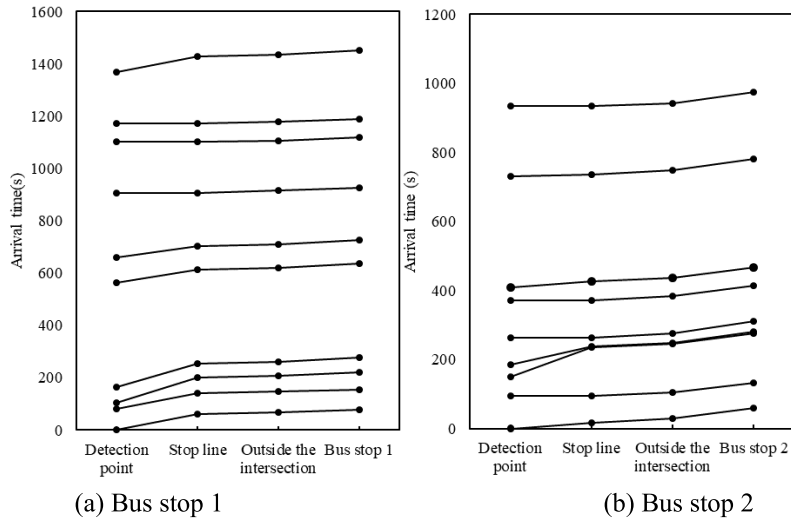 1600
1400
1200
1000
800
600
400
200
0
Arrival time(s)
Detection point
Stop line
Outside the intersection
Bus stop 1
(a) Bus stop 1
1200
1000
800
600
400
200
0
Arrival time (s)
Detection point
Stop line
Outside the intersection
Bus stop 2
(b) Bus stop 2